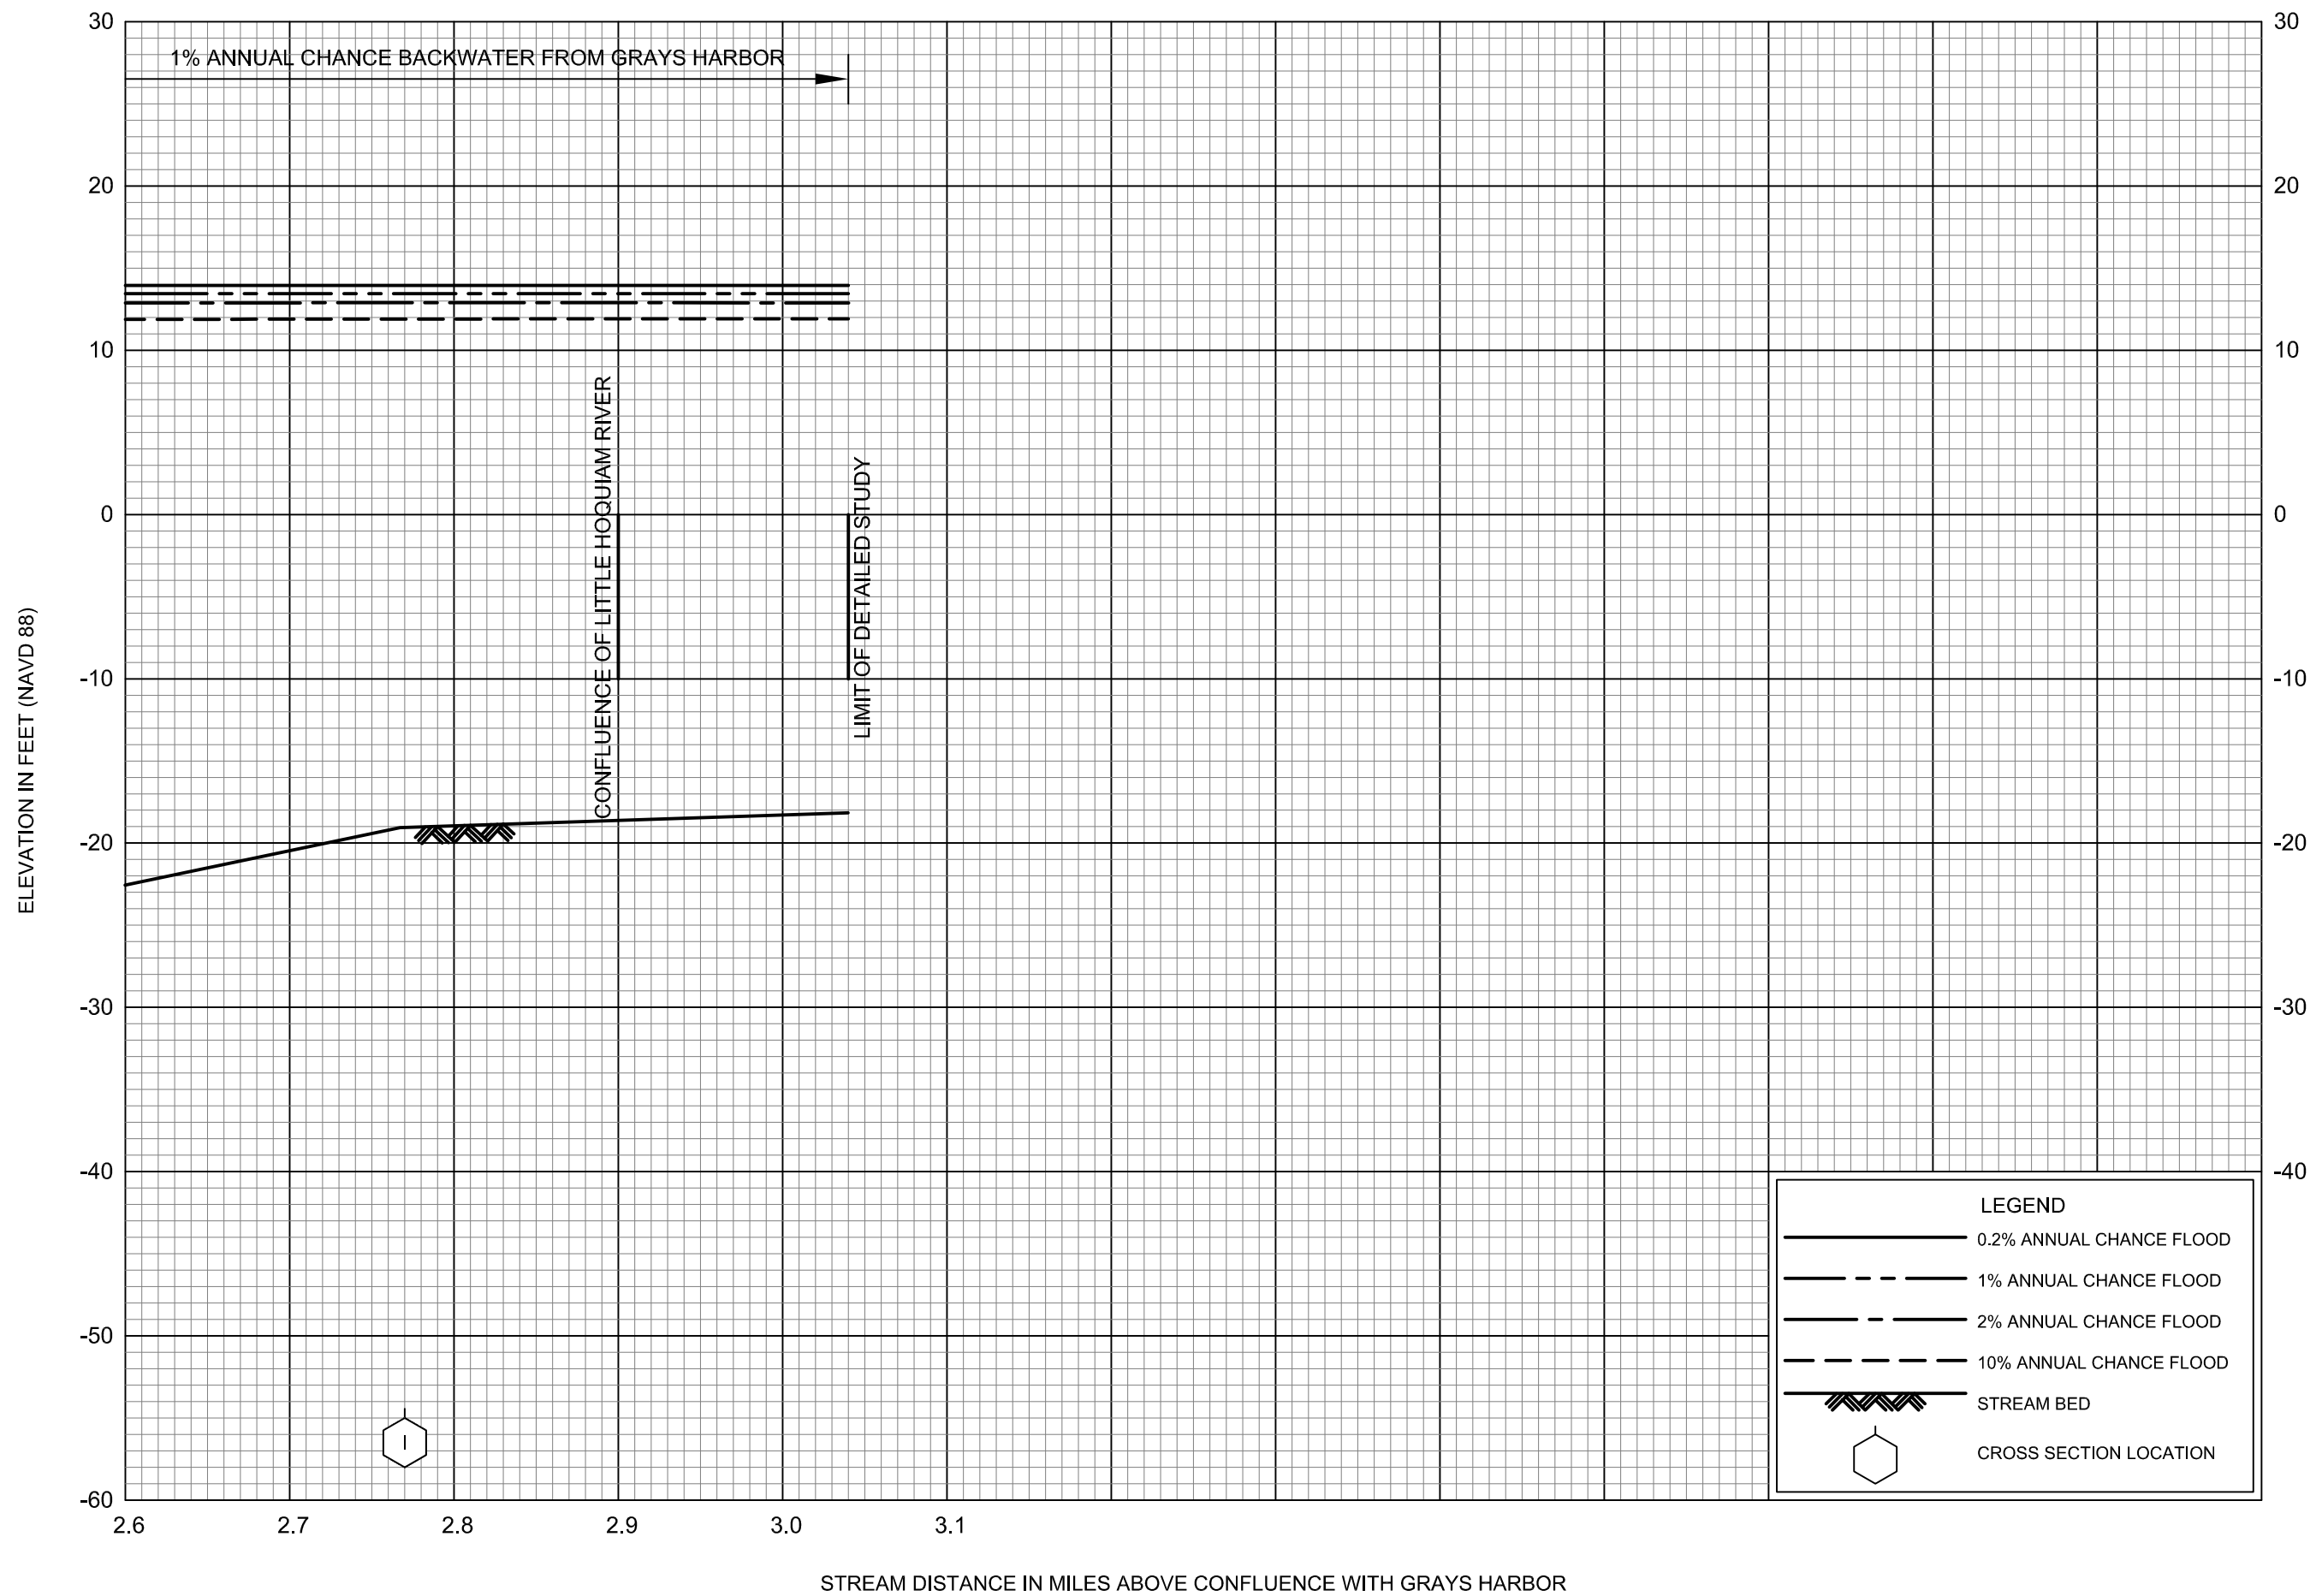 1% ANNUAL CHANCE BACKWATER FROM GRAYS HARBOR
30
20
10
0
-10
-20
-30
-40
-50
-60
ELEVATION IN FEET (NAVD 88)
CONFLUENCE OF LITTLE HOQUIAM RIVER
LIMIT OF DETAILED STUDY
30
20
10
0
-10
-20
-30
-40
LEGEND
0.2% ANNUAL CHANCE FLOOD
1% ANNUAL CHANCE FLOOD
2% ANNUAL CHANCE FLOOD
10% ANNUAL CHANCE FLOOD
STREAM BED
CROSS SECTION LOCATION
I
2.6 2.7 2.8 2.9 3.0 3.1
STREAM DISTANCE IN MILES ABOVE CONFLUENCE WITH GRAYS HARBOR